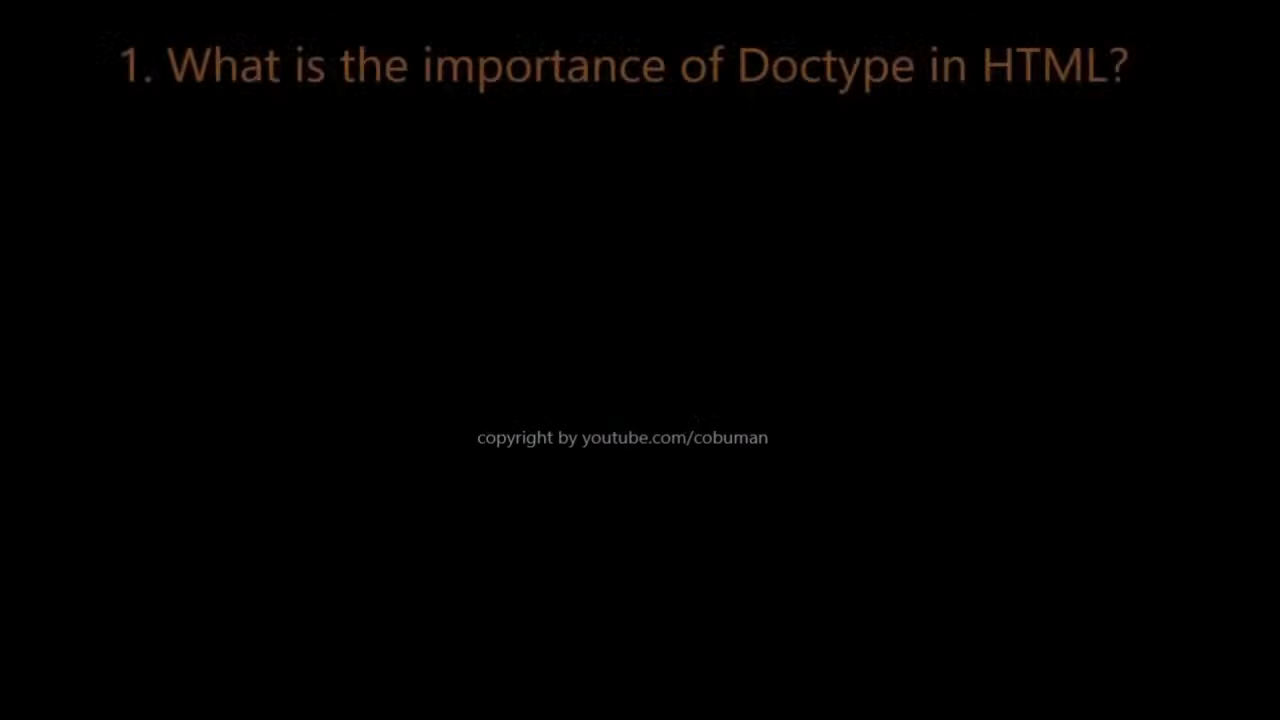 1. What is the importance of Doctype in HTML?
copyright by youtube.com/cobuman